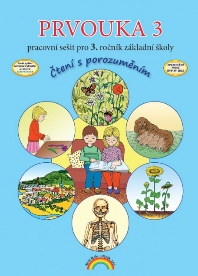 PRVOUKA 3
pracovní sešit pro 3. ročník základní školy
Čtení s porozuměním